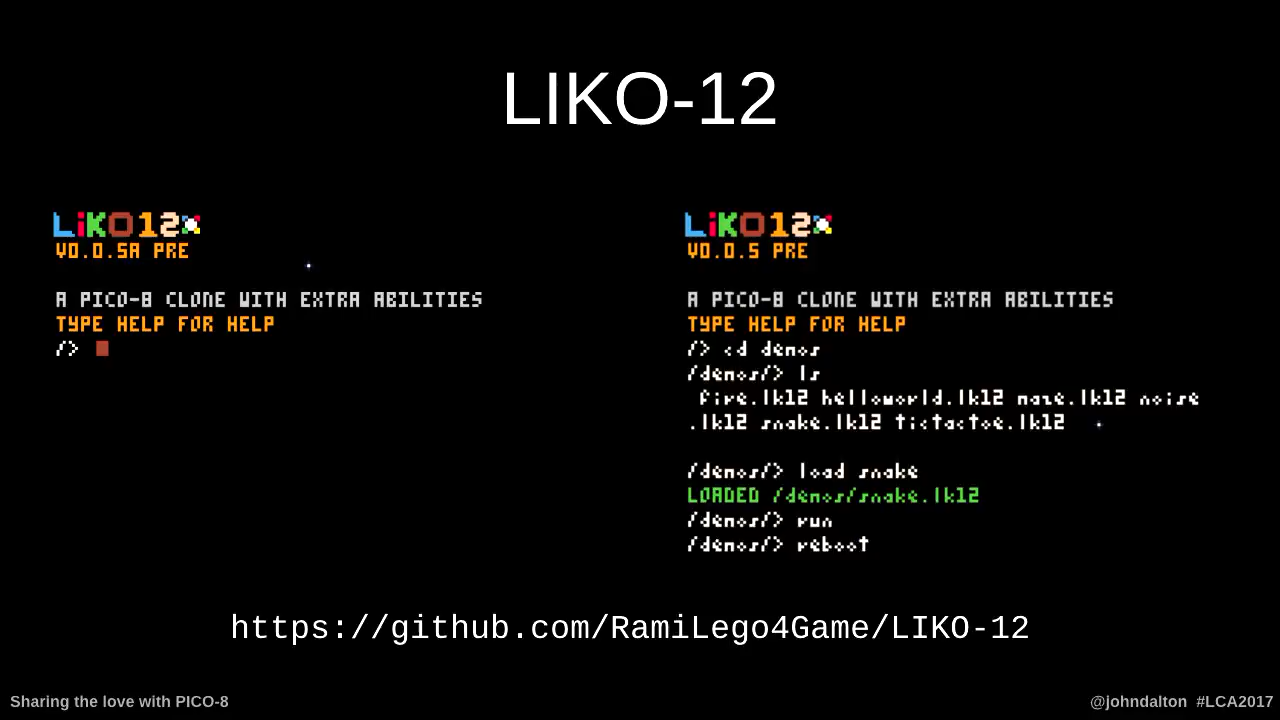 LIKO-12
LiKO12
V0.0.5A PRE
A PICO-8 CLONE WITH EXTRA ABILITIES
TYPE HELP FOR HELP
/>
LiKO12
V0.0.5 PRE
A PICO-8 CLONE WITH EXTRA ABILITIES
TYPE HELP FOR HELP
/> cd demos
/demos/> ls
fire.lk12 helloworld.lk12 maze.lk12 noise
.lk12 snake.lk12 tictactoe.lk12
/demos/> load snake
LOADED /demos/snake.lk12
/demos/> run
/demos/> reboot
https://github.com/RamiLego4Game/LIKO-12
Sharing the love with PICO-8
@johndalton #LCA2017